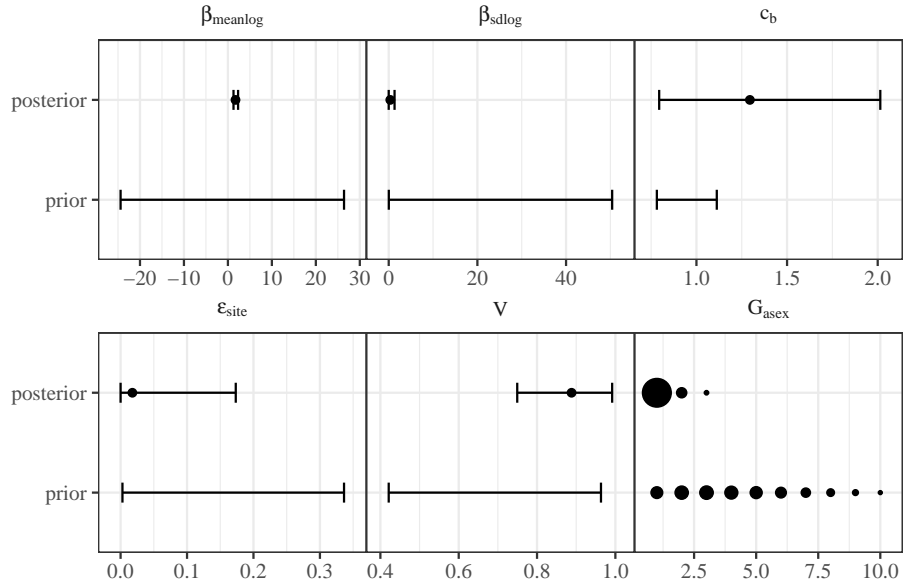 β_meanlog β_sdlog c_b
posterior
prior
−20 −10 0 10 20 30 0 20 40 1.0 1.5 2.0
ε_site V G_asex
posterior
prior
0.0 0.1 0.2 0.3 0.4 0.6 0.8 1.0 2.5 5.0 7.5 10.0